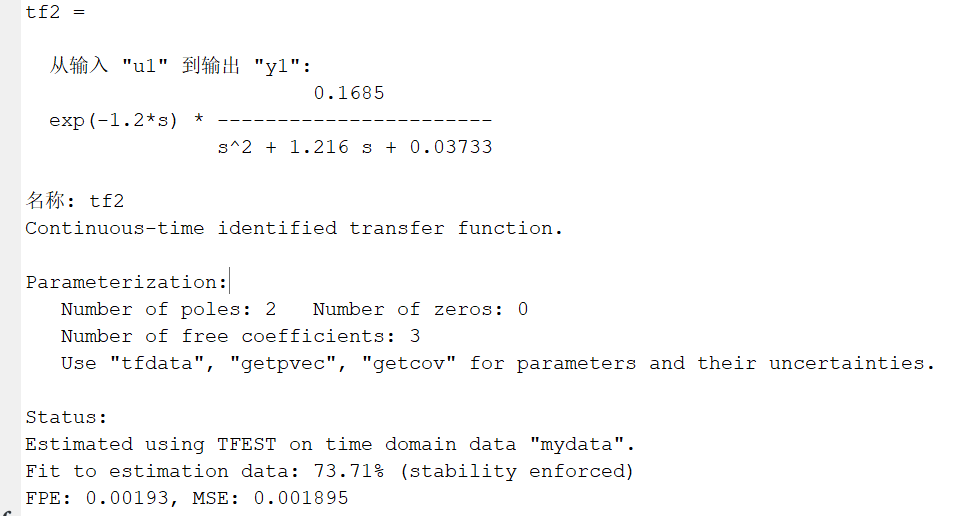 tf2 =
从输入 "u1" 到输出 "y1":
0.1685
exp(-1.2*s) * -----------------------
s^2 + 1.216 s + 0.03733
名称: tf2
Continuous-time identified transfer function.
Parameterization:
Number of poles: 2   Number of zeros: 0
Number of free coefficients: 3
Use "tfdata", "getpvec", "getcov" for parameters and their uncertainties.
Status:
Estimated using TFEST on time domain data "mydata".
Fit to estimation data: 73.71% (stability enforced)
FPE: 0.00193, MSE: 0.001895